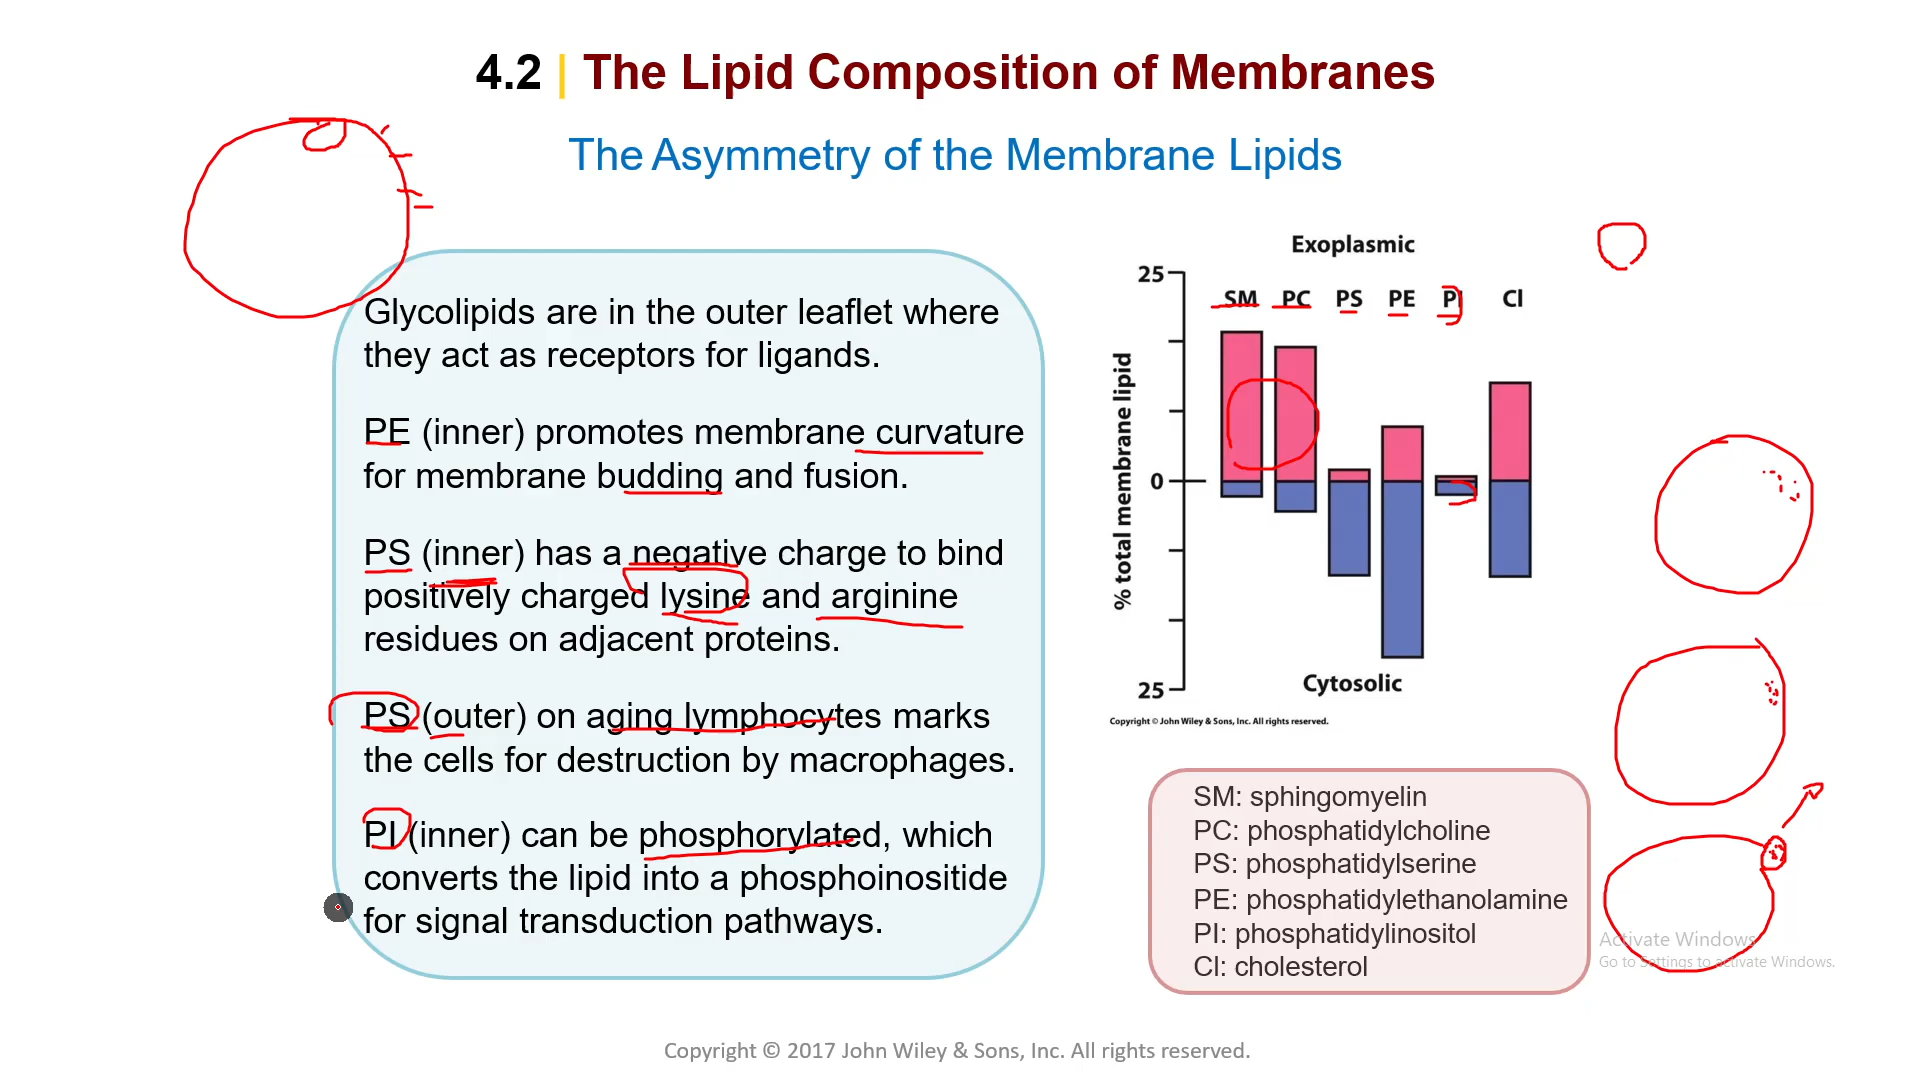 4.2 | The Lipid Composition of Membranes
The Asymmetry of the Membrane Lipids
Glycolipids are in the outer leaflet where
they act as receptors for ligands.
PE (inner) promotes membrane curvature
for membrane budding and fusion.
PS (inner) has a negative charge to bind
positively charged lysine and arginine
residues on adjacent proteins.
PS (outer) on aging lymphocytes marks
the cells for destruction by macrophages.
PI (inner) can be phosphorylated, which
converts the lipid into a phosphoinositide
for signal transduction pathways.
Exoplasmic
25
SM PC PS PE PI Cl
% total membrane lipid
0
Cytosolic
25
Copyright © John Wiley & Sons, Inc. All rights reserved.
SM: sphingomyelin
PC: phosphatidylcholine
PS: phosphatidylserine
PE: phosphatidylethanolamine
PI: phosphatidylinositol
Cl: cholesterol
Activate Windows
Go to Settings to activate Windows.
Copyright © 2017 John Wiley & Sons, Inc. All rights reserved.